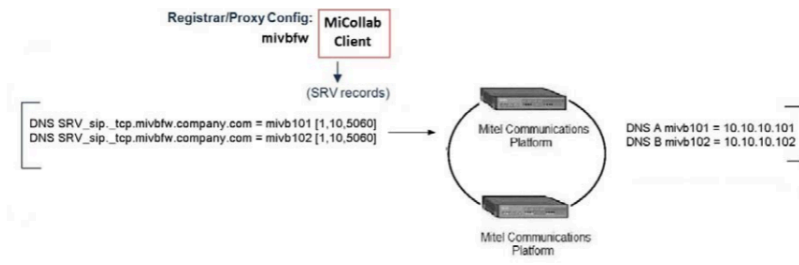 Registrar/Proxy Config:
mivbfw
MiCollab
Client
(SRV records)
DNS SRV_sip._tcp.mivbfw.company.com = mivb101 [1,10,5060]
DNS SRV_sip._tcp.mivbfw.company.com = mivb102 [1,10,5060]
Mitel Communications
Platform
DNS A mivb101 = 10.10.10.101
DNS B mivb102 = 10.10.10.102
Mitel Communications
Platform